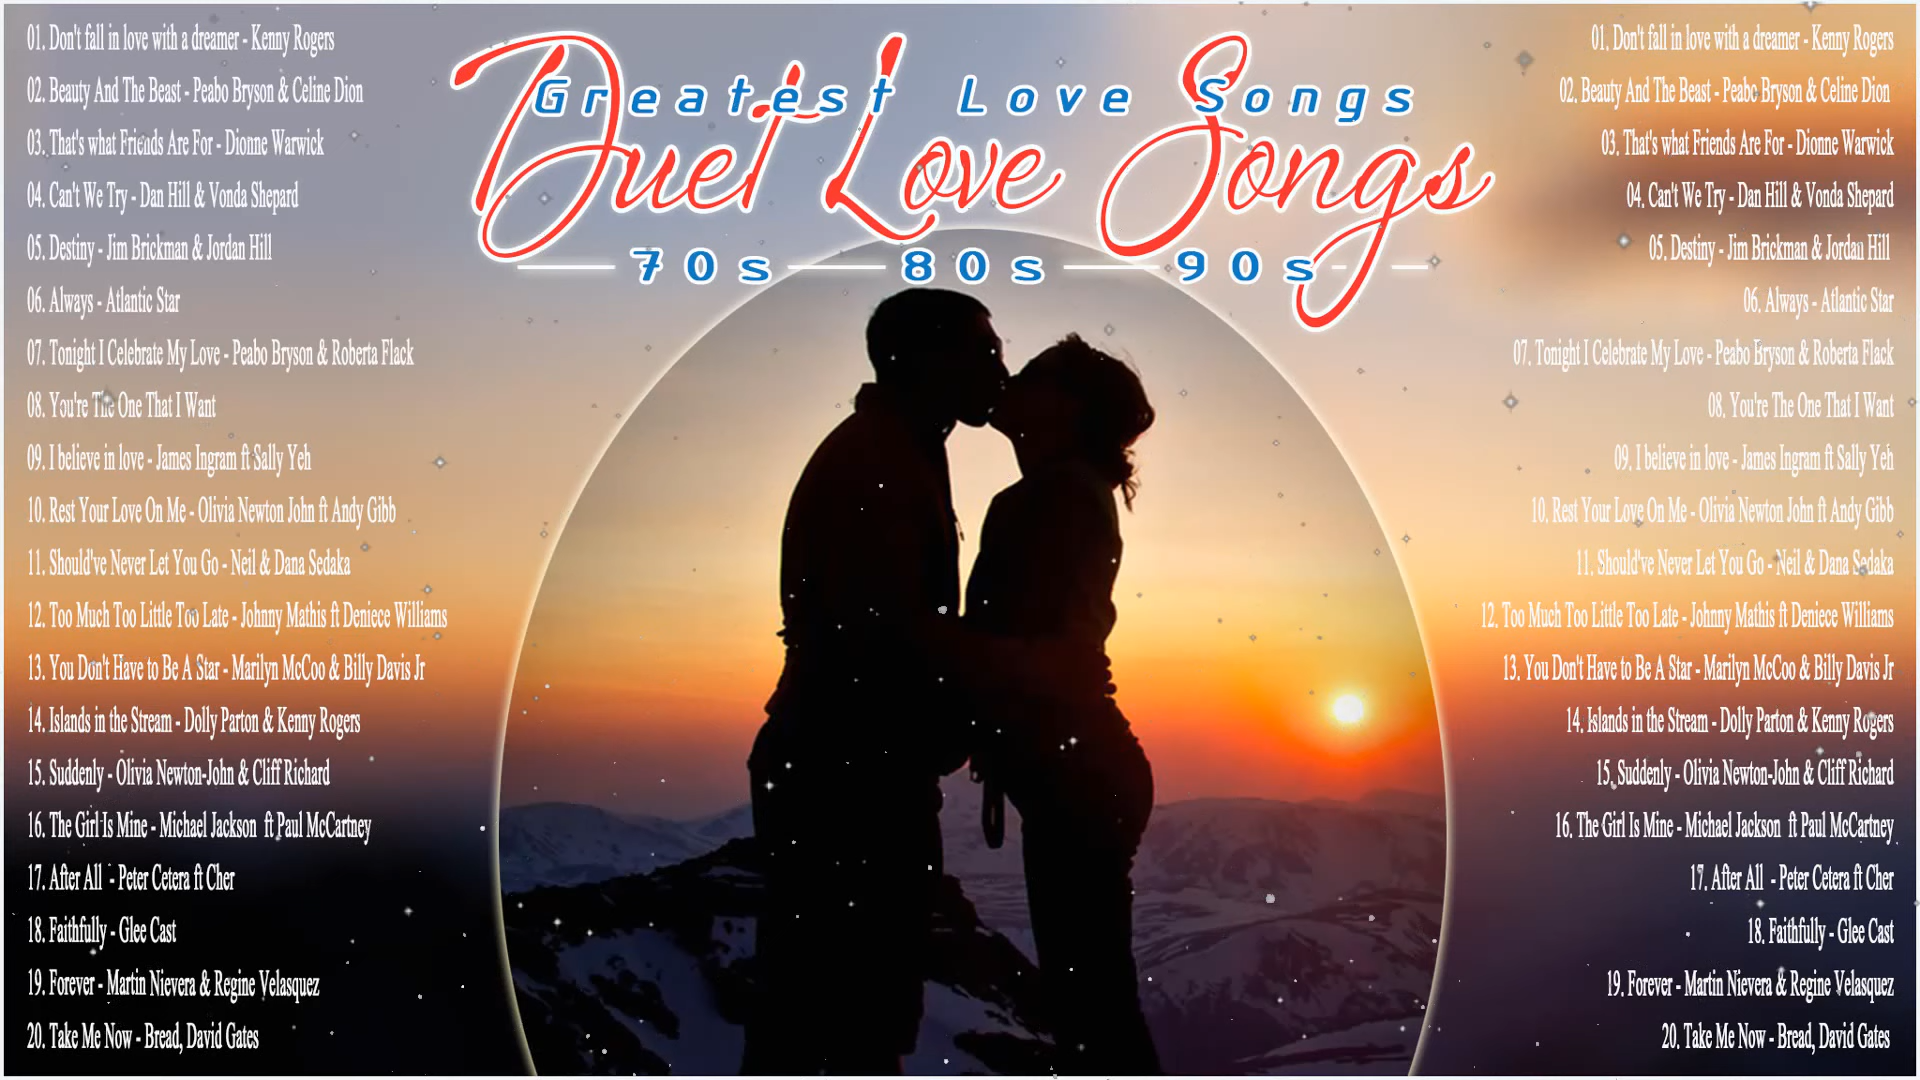 Greatest Love Songs
Duet Love Songs
70s 80s 90s
01. Don't fall in love with a dreamer - Kenny Rogers
02. Beauty And The Beast - Peabo Bryson & Celine Dion
03. That's what Friends Are For - Dionne Warwick
04. Can't We Try - Dan Hill & Vonda Shepard
05. Destiny - Jim Brickman & Jordan Hill
06. Always - Atlantic Star
07. Tonight I Celebrate My Love - Peabo Bryson & Roberta Flack
08. You're The One That I Want
09. I believe in love - James Ingram ft Sally Yeh
10. Rest Your Love On Me - Olivia Newton John ft Andy Gibb
11. Should've Never Let You Go - Neil & Dana Sedaka
12. Too Much Too Little Too Late - Johnny Mathis ft Deniece Williams
13. You Don't Have to Be A Star - Marilyn McCoo & Billy Davis Jr
14. Islands in the Stream - Dolly Parton & Kenny Rogers
15. Suddenly - Olivia Newton-John & Cliff Richard
16. The Girl Is Mine - Michael Jackson ft Paul McCartney
17. After All - Peter Cetera ft Cher
18. Faithfully - Glee Cast
19. Forever - Martin Nievera & Regine Velasquez
20. Take Me Now - Bread, David Gates
01. Don't fall in love with a dreamer - Kenny Rogers
02. Beauty And The Beast - Peabo Bryson & Celine Dion
03. That's what Friends Are For - Dionne Warwick
04. Can't We Try - Dan Hill & Vonda Shepard
05. Destiny - Jim Brickman & Jordan Hill
06. Always - Atlantic Star
07. Tonight I Celebrate My Love - Peabo Bryson & Roberta Flack
08. You're The One That I Want
09. I believe in love - James Ingram ft Sally Yeh
10. Rest Your Love On Me - Olivia Newton John ft Andy Gibb
11. Should've Never Let You Go - Neil & Dana Sedaka
12. Too Much Too Little Too Late - Johnny Mathis ft Deniece Williams
13. You Don't Have to Be A Star - Marilyn McCoo & Billy Davis Jr
14. Islands in the Stream - Dolly Parton & Kenny Rogers
15. Suddenly - Olivia Newton-John & Cliff Richard
16. The Girl Is Mine - Michael Jackson ft Paul McCartney
17. After All - Peter Cetera ft Cher
18. Faithfully - Glee Cast
19. Forever - Martin Nievera & Regine Velasquez
20. Take Me Now - Bread, David Gates